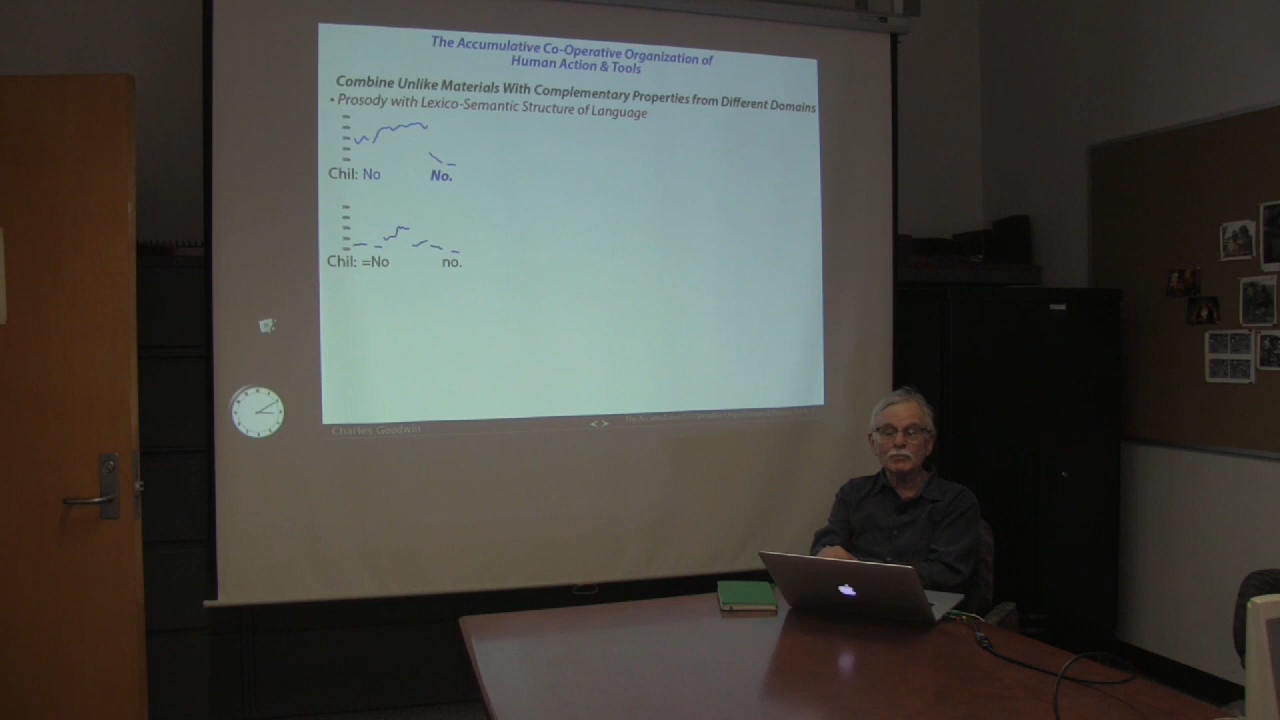 The Accumulative Co-Operative Organization of
Human Action & Tools
Combine Unlike Materials With Complementary Properties from Different Domains
• Prosody with Lexico-Semantic Structure of Language
Chil: No No.
Chil: =No no.
Charles Goodwin